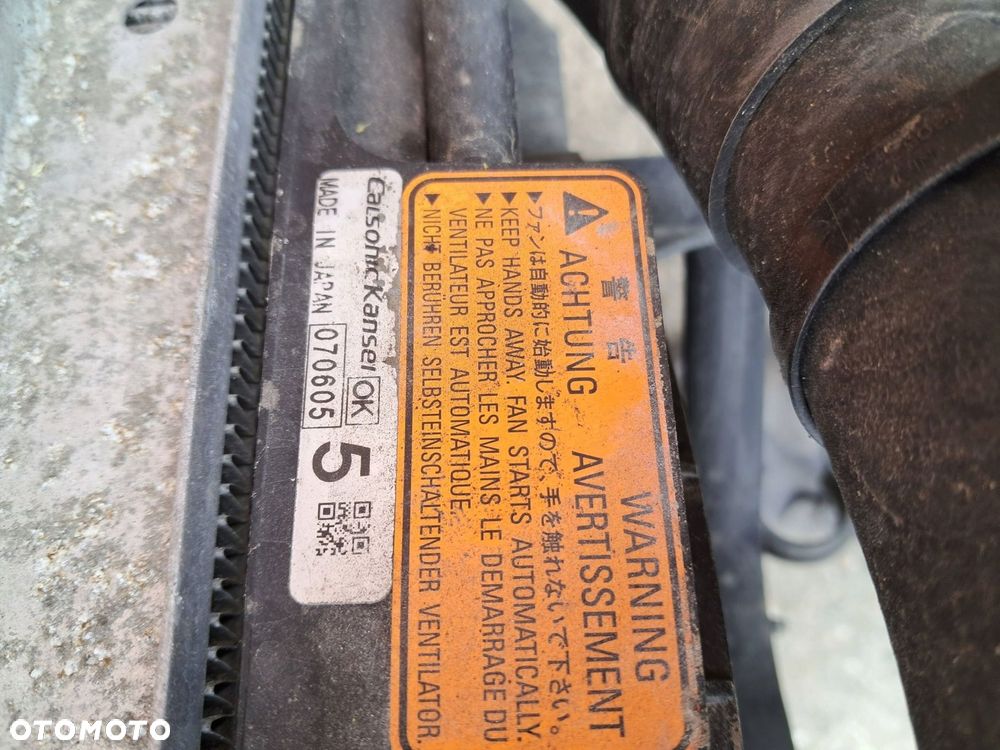 CalsonicKansei OK 5
MADE IN JAPAN 070605
警告 WARNING
ACHTUNG AVERTISSEMENT
▶ファンは自動的に始動しますので、手を触れないで下さい。
▶KEEP HANDS AWAY. FAN STARTS AUTOMATICALLY.
▶NE PAS APPROCHER LES MAINS LE DEMARRAGE DU
VENTILATEUR EST AUTOMATIQUE.
▶NICHT BERÜHREN SELBSTEINSCHALTENDER VENTILATOR.
OTOMOTO